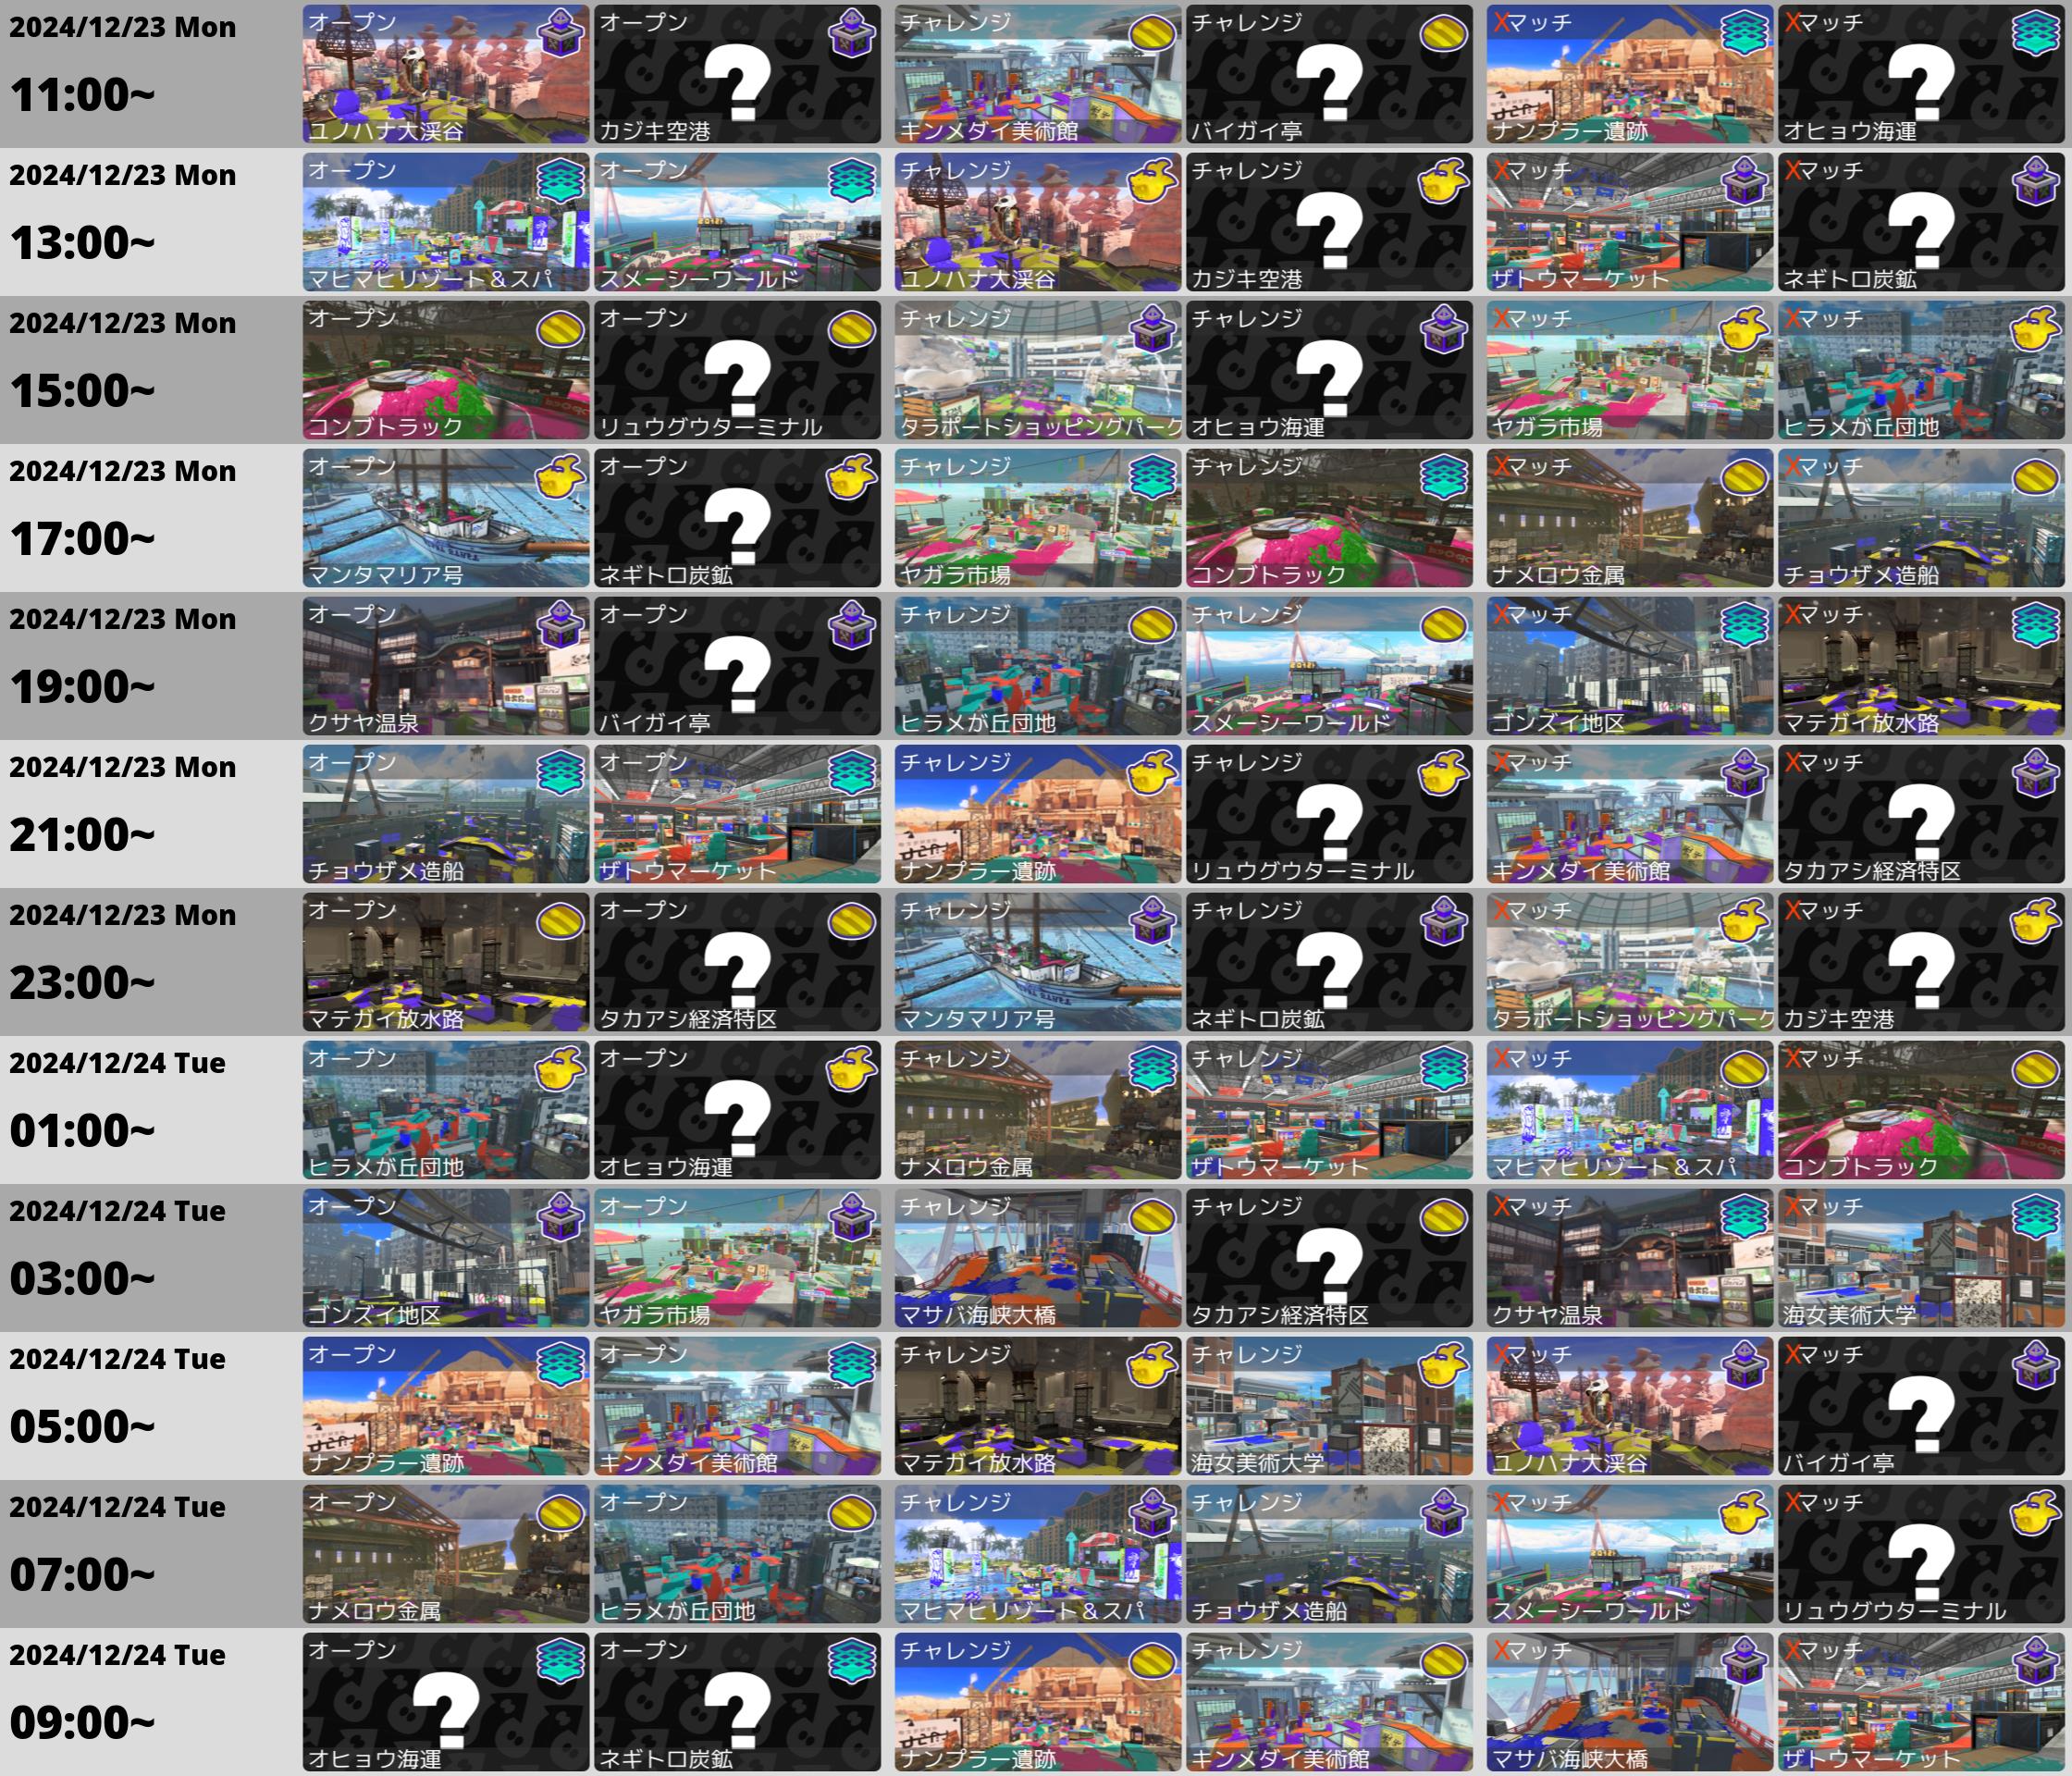 2024/12/23 Mon
11:00~
オープン
ユノハナ大渓谷
オープン
カジキ空港
チャレンジ
キンメダイ美術館
チャレンジ
バイガイ亭
Xマッチ
ナンプラー遺跡
Xマッチ
オヒョウ海運
2024/12/23 Mon
13:00~
オープン
マヒマヒリゾート&スパ
オープン
スメーシーワールド
チャレンジ
ユノハナ大渓谷
チャレンジ
カジキ空港
Xマッチ
ザトウマーケット
Xマッチ
ネギトロ炭鉱
2024/12/23 Mon
15:00~
オープン
コンブトラック
オープン
リュウグウターミナル
チャレンジ
タラポートショッピングパーク
チャレンジ
オヒョウ海運
Xマッチ
ヤガラ市場
Xマッチ
ヒラメが丘団地
2024/12/23 Mon
17:00~
オープン
マンタマリア号
オープン
ネギトロ炭鉱
チャレンジ
ヤガラ市場
チャレンジ
コンブトラック
Xマッチ
ナメロウ金属
Xマッチ
チョウザメ造船
2024/12/23 Mon
19:00~
オープン
クサヤ温泉
オープン
バイガイ亭
チャレンジ
ヒラメが丘団地
チャレンジ
スメーシーワールド
Xマッチ
ゴンズイ地区
Xマッチ
マテガイ放水路
2024/12/23 Mon
21:00~
オープン
チョウザメ造船
オープン
ザトウマーケット
チャレンジ
ナンプラー遺跡
チャレンジ
リュウグウターミナル
Xマッチ
キンメダイ美術館
Xマッチ
タカアシ経済特区
2024/12/23 Mon
23:00~
オープン
マテガイ放水路
オープン
タカアシ経済特区
チャレンジ
マンタマリア号
チャレンジ
ネギトロ炭鉱
Xマッチ
タラポートショッピングパーク
Xマッチ
カジキ空港
2024/12/24 Tue
01:00~
オープン
ヒラメが丘団地
オープン
オヒョウ海運
チャレンジ
ナメロウ金属
チャレンジ
ザトウマーケット
Xマッチ
マヒマヒリゾート&スパ
Xマッチ
コンブトラック
2024/12/24 Tue
03:00~
オープン
ゴンズイ地区
オープン
ヤガラ市場
チャレンジ
マサバ海峡大橋
チャレンジ
タカアシ経済特区
Xマッチ
クサヤ温泉
Xマッチ
海女美術大学
2024/12/24 Tue
05:00~
オープン
ナンプラー遺跡
オープン
キンメダイ美術館
チャレンジ
マテガイ放水路
チャレンジ
海女美術大学
Xマッチ
ユノハナ大渓谷
Xマッチ
バイガイ亭
2024/12/24 Tue
07:00~
オープン
ナメロウ金属
オープン
ヒラメが丘団地
チャレンジ
マヒマヒリゾート&スパ
チャレンジ
チョウザメ造船
Xマッチ
スメーシーワールド
Xマッチ
リュウグウターミナル
2024/12/24 Tue
09:00~
オープン
オヒョウ海運
オープン
ネギトロ炭鉱
チャレンジ
ナンプラー遺跡
チャレンジ
キンメダイ美術館
Xマッチ
マサバ海峡大橋
Xマッチ
ザトウマーケット